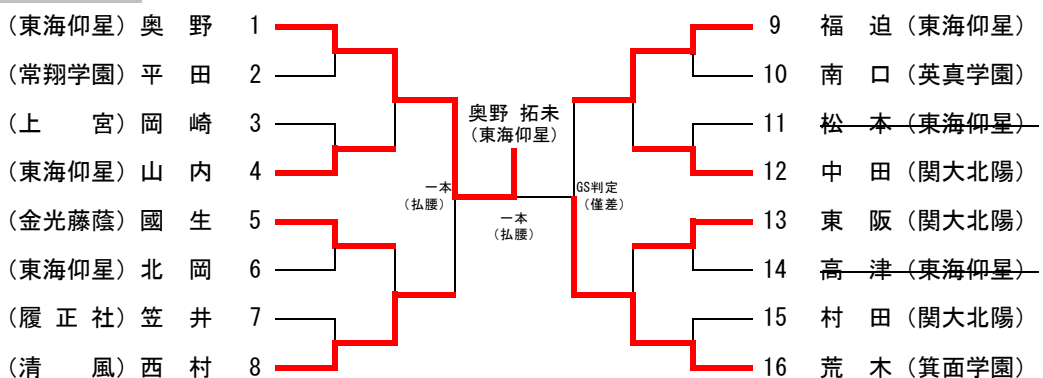 (東海仰星) 奥　野　1
(常翔学園) 平　田　2
(上　　宮) 岡　崎　3
(東海仰星) 山　内　4
(金光藤蔭) 國　生　5
(東海仰星) 北　岡　6
(履 正 社) 笠　井　7
(清　　風) 西　村　8
奥野 拓未
(東海仰星)
一本
(払腰)
一本
(払腰)
GS判定
(僅差)
9　福　迫 (東海仰星)
10　南　口 (英真学園)
11　松　本 (東海仰星)
12　中　田 (関大北陽)
13　東　阪 (関大北陽)
14　高　津 (東海仰星)
15　村　田 (関大北陽)
16　荒　木 (箕面学園)